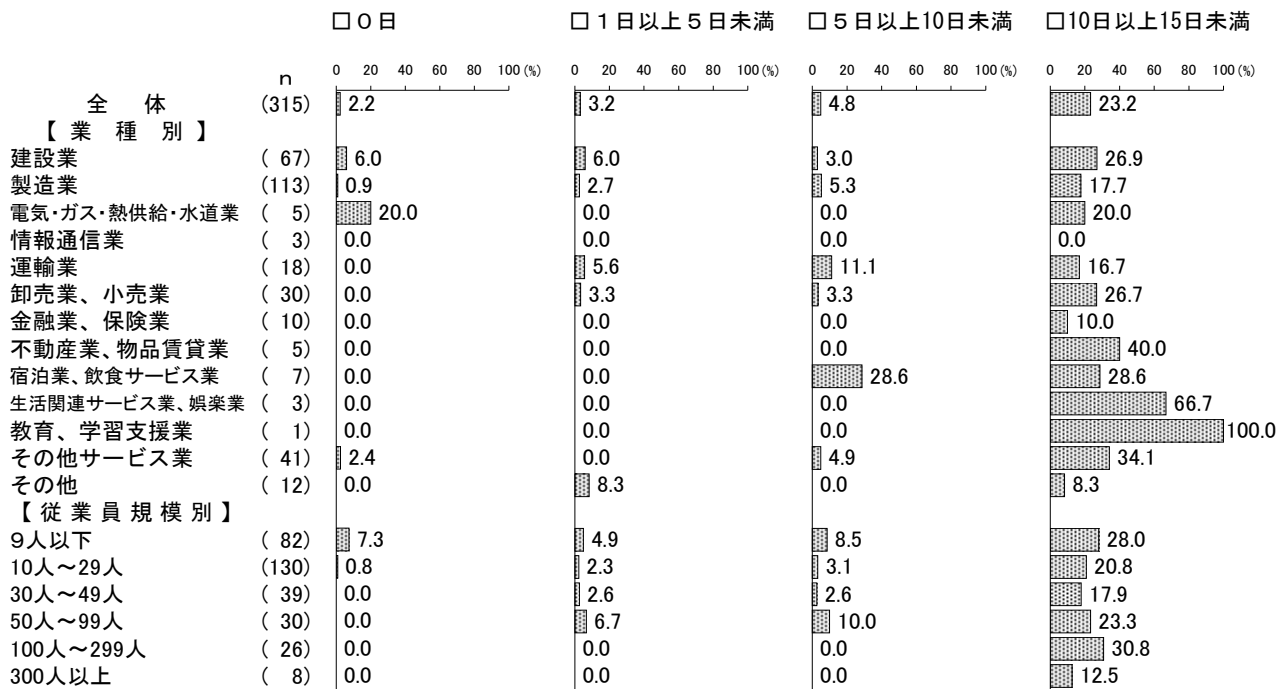 □０日 □１日以上５日未満 □５日以上10日未満 □10日以上15日未満
n 0 20 40 60 80 100 (%) 0 20 40 60 80 100 (%) 0 20 40 60 80 100 (%) 0 20 40 60 80 100 (%)
全 体 (315) 2.2 3.2 4.8 23.2
【 業 種 別 】
建設業 ( 67) 6.0 6.0 3.0 26.9
製造業 (113) 0.9 2.7 5.3 17.7
電気・ガス・熱供給・水道業 ( 5) 20.0 0.0 0.0 20.0
情報通信業 ( 3) 0.0 0.0 0.0 0.0
運輸業 ( 18) 0.0 5.6 11.1 16.7
卸売業、小売業 ( 30) 0.0 3.3 3.3 26.7
金融業、保険業 ( 10) 0.0 0.0 0.0 10.0
不動産業、物品賃貸業 ( 5) 0.0 0.0 0.0 40.0
宿泊業、飲食サービス業 ( 7) 0.0 0.0 28.6 28.6
生活関連サービス業、娯楽業 ( 3) 0.0 0.0 0.0 66.7
教育、学習支援業 ( 1) 0.0 0.0 0.0 100.0
その他サービス業 ( 41) 2.4 0.0 4.9 34.1
その他 ( 12) 0.0 8.3 0.0 8.3
【 従 業 員 規 模 別 】
９人以下 ( 82) 7.3 4.9 8.5 28.0
10人～29人 (130) 0.8 2.3 3.1 20.8
30人～49人 ( 39) 0.0 2.6 2.6 17.9
50人～99人 ( 30) 0.0 6.7 10.0 23.3
100人～299人 ( 26) 0.0 0.0 0.0 30.8
300人以上 ( 8) 0.0 0.0 0.0 12.5